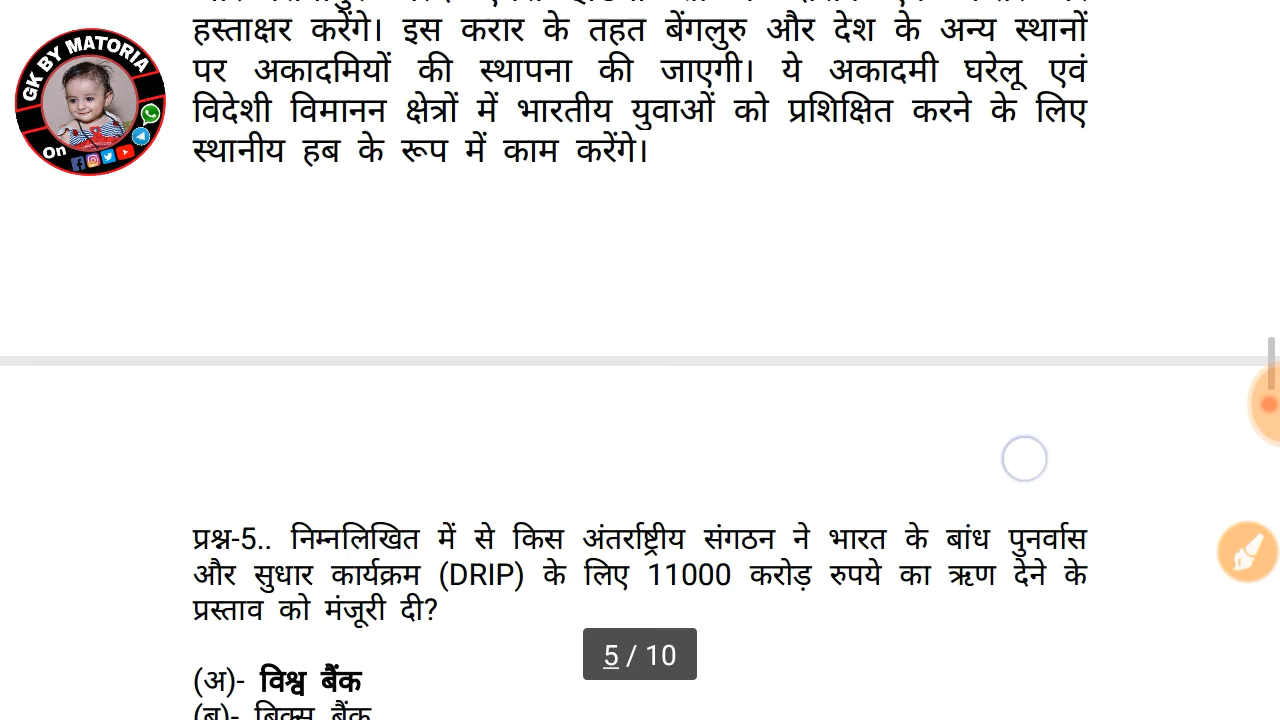 हस्ताक्षर करेंगे। इस करार के तहत बेंगलुरु और देश के अन्य स्थानों
पर अकादमियों की स्थापना की जाएगी। ये अकादमी घरेलू एवं
विदेशी विमानन क्षेत्रों में भारतीय युवाओं को प्रशिक्षित करने के लिए
स्थानीय हब के रूप में काम करेंगे।
GK BY MATORIA
On
प्रश्न-5.. निम्नलिखित में से किस अंतर्राष्ट्रीय संगठन ने भारत के बांध पुनर्वास
और सुधार कार्यक्रम (DRIP) के लिए 11000 करोड़ रुपये का ऋण देने के
प्रस्ताव को मंजूरी दी?
5 / 10
(अ)- विश्व बैंक
(ब)- ब्रिक्स बैंक